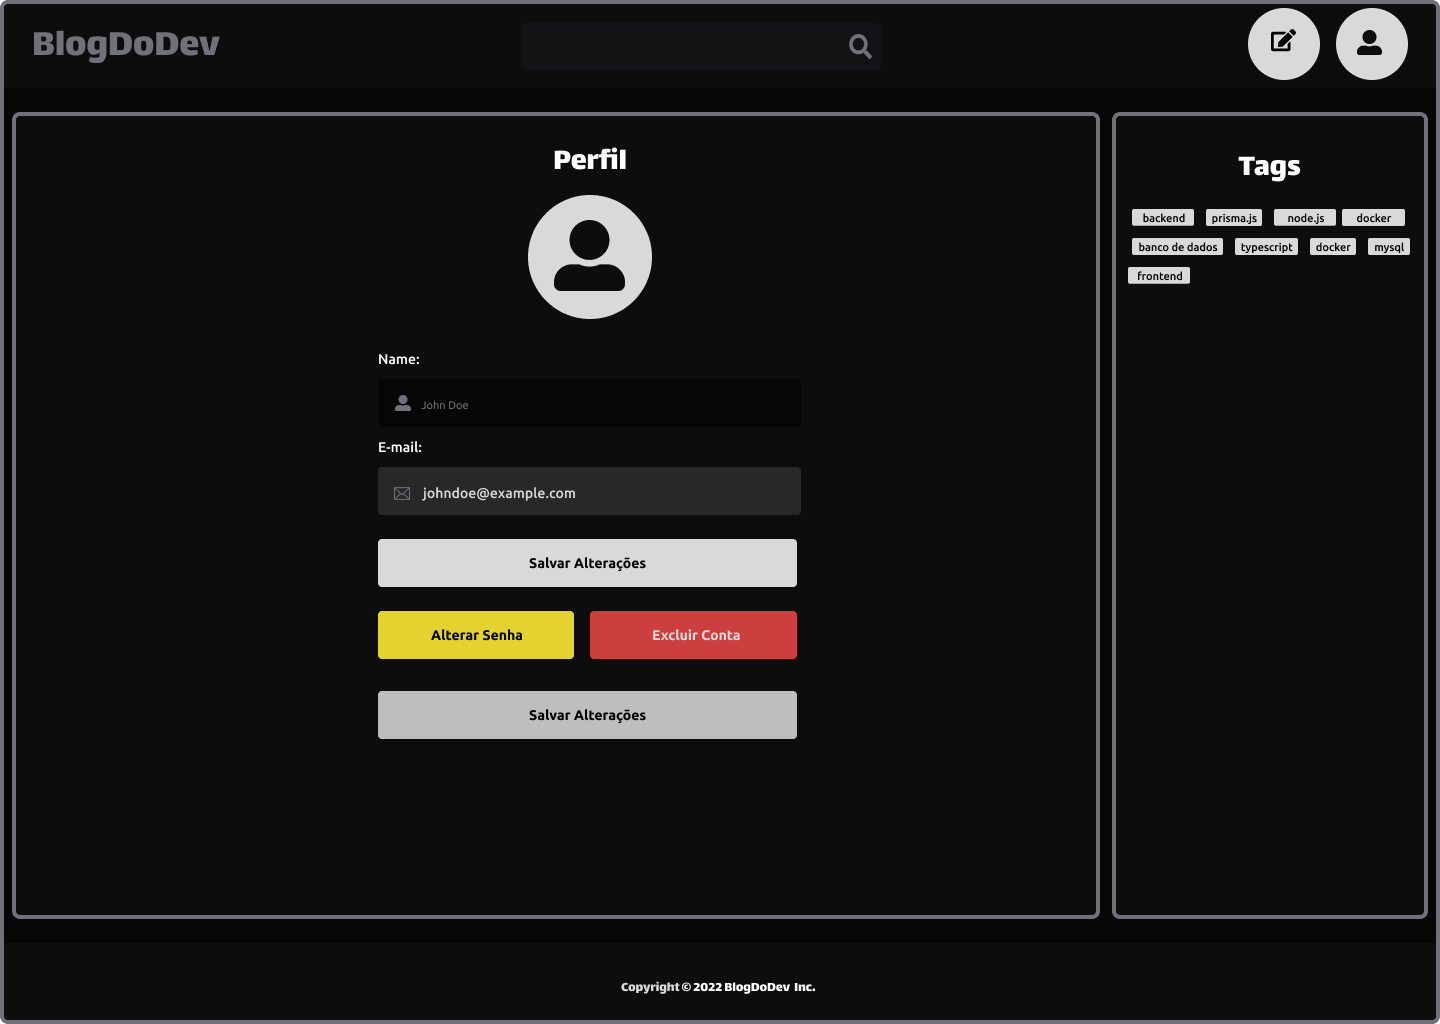 BlogDoDev
Perfil
Name:
John Doe
E-mail:
johndoe@example.com
Salvar Alterações
Alterar Senha
Excluir Conta
Salvar Alterações
Tags
backend prisma.js node.js docker
banco de dados typescript docker mysql
frontend
Copyright © 2022 BlogDoDev Inc.